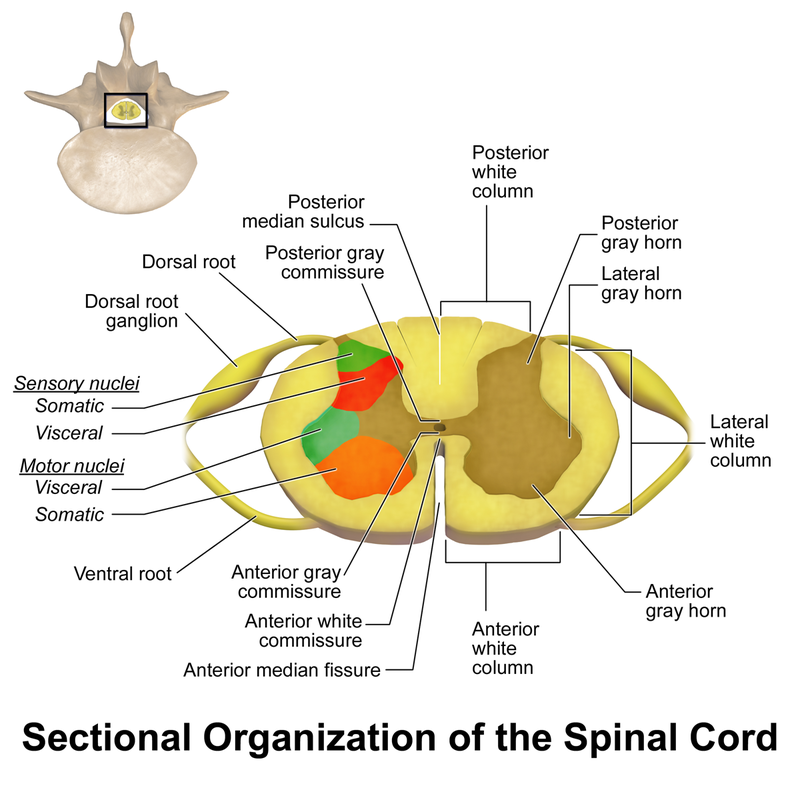 Posterior
white
column
Posterior
median sulcus
Posterior
gray horn
Posterior gray
commissure
Dorsal root
Lateral
gray horn
Dorsal root
ganglion
Sensory nuclei
Somatic
Visceral
Motor nuclei
Visceral
Somatic
Lateral
white
column
Ventral root
Anterior gray
commissure
Anterior
gray horn
Anterior white
commissure
Anterior
white
column
Anterior median fissure
Sectional Organization of the Spinal Cord